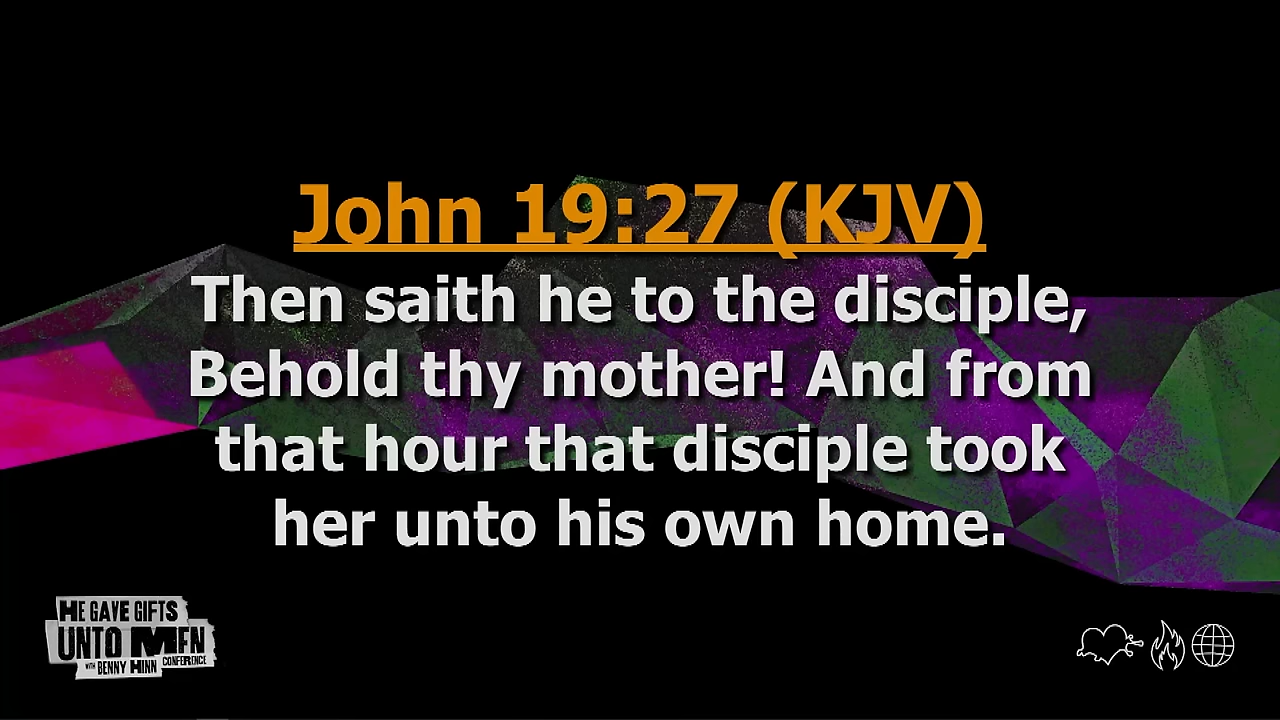 John 19:27 (KJV)
Then saith he to the disciple,
Behold thy mother! And from
that hour that disciple took
her unto his own home.
HE GAVE GIFTS
UNTO MEN
WITH BENNY HINN CONFERENCE